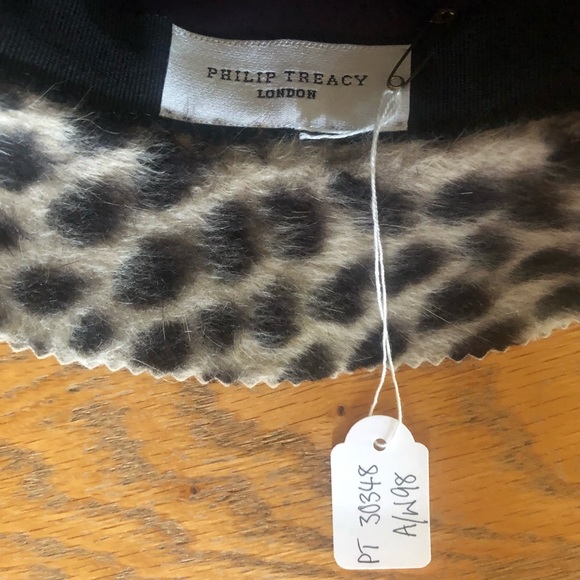 PHILIP TREACY
LONDON
PT 30348
A/W98